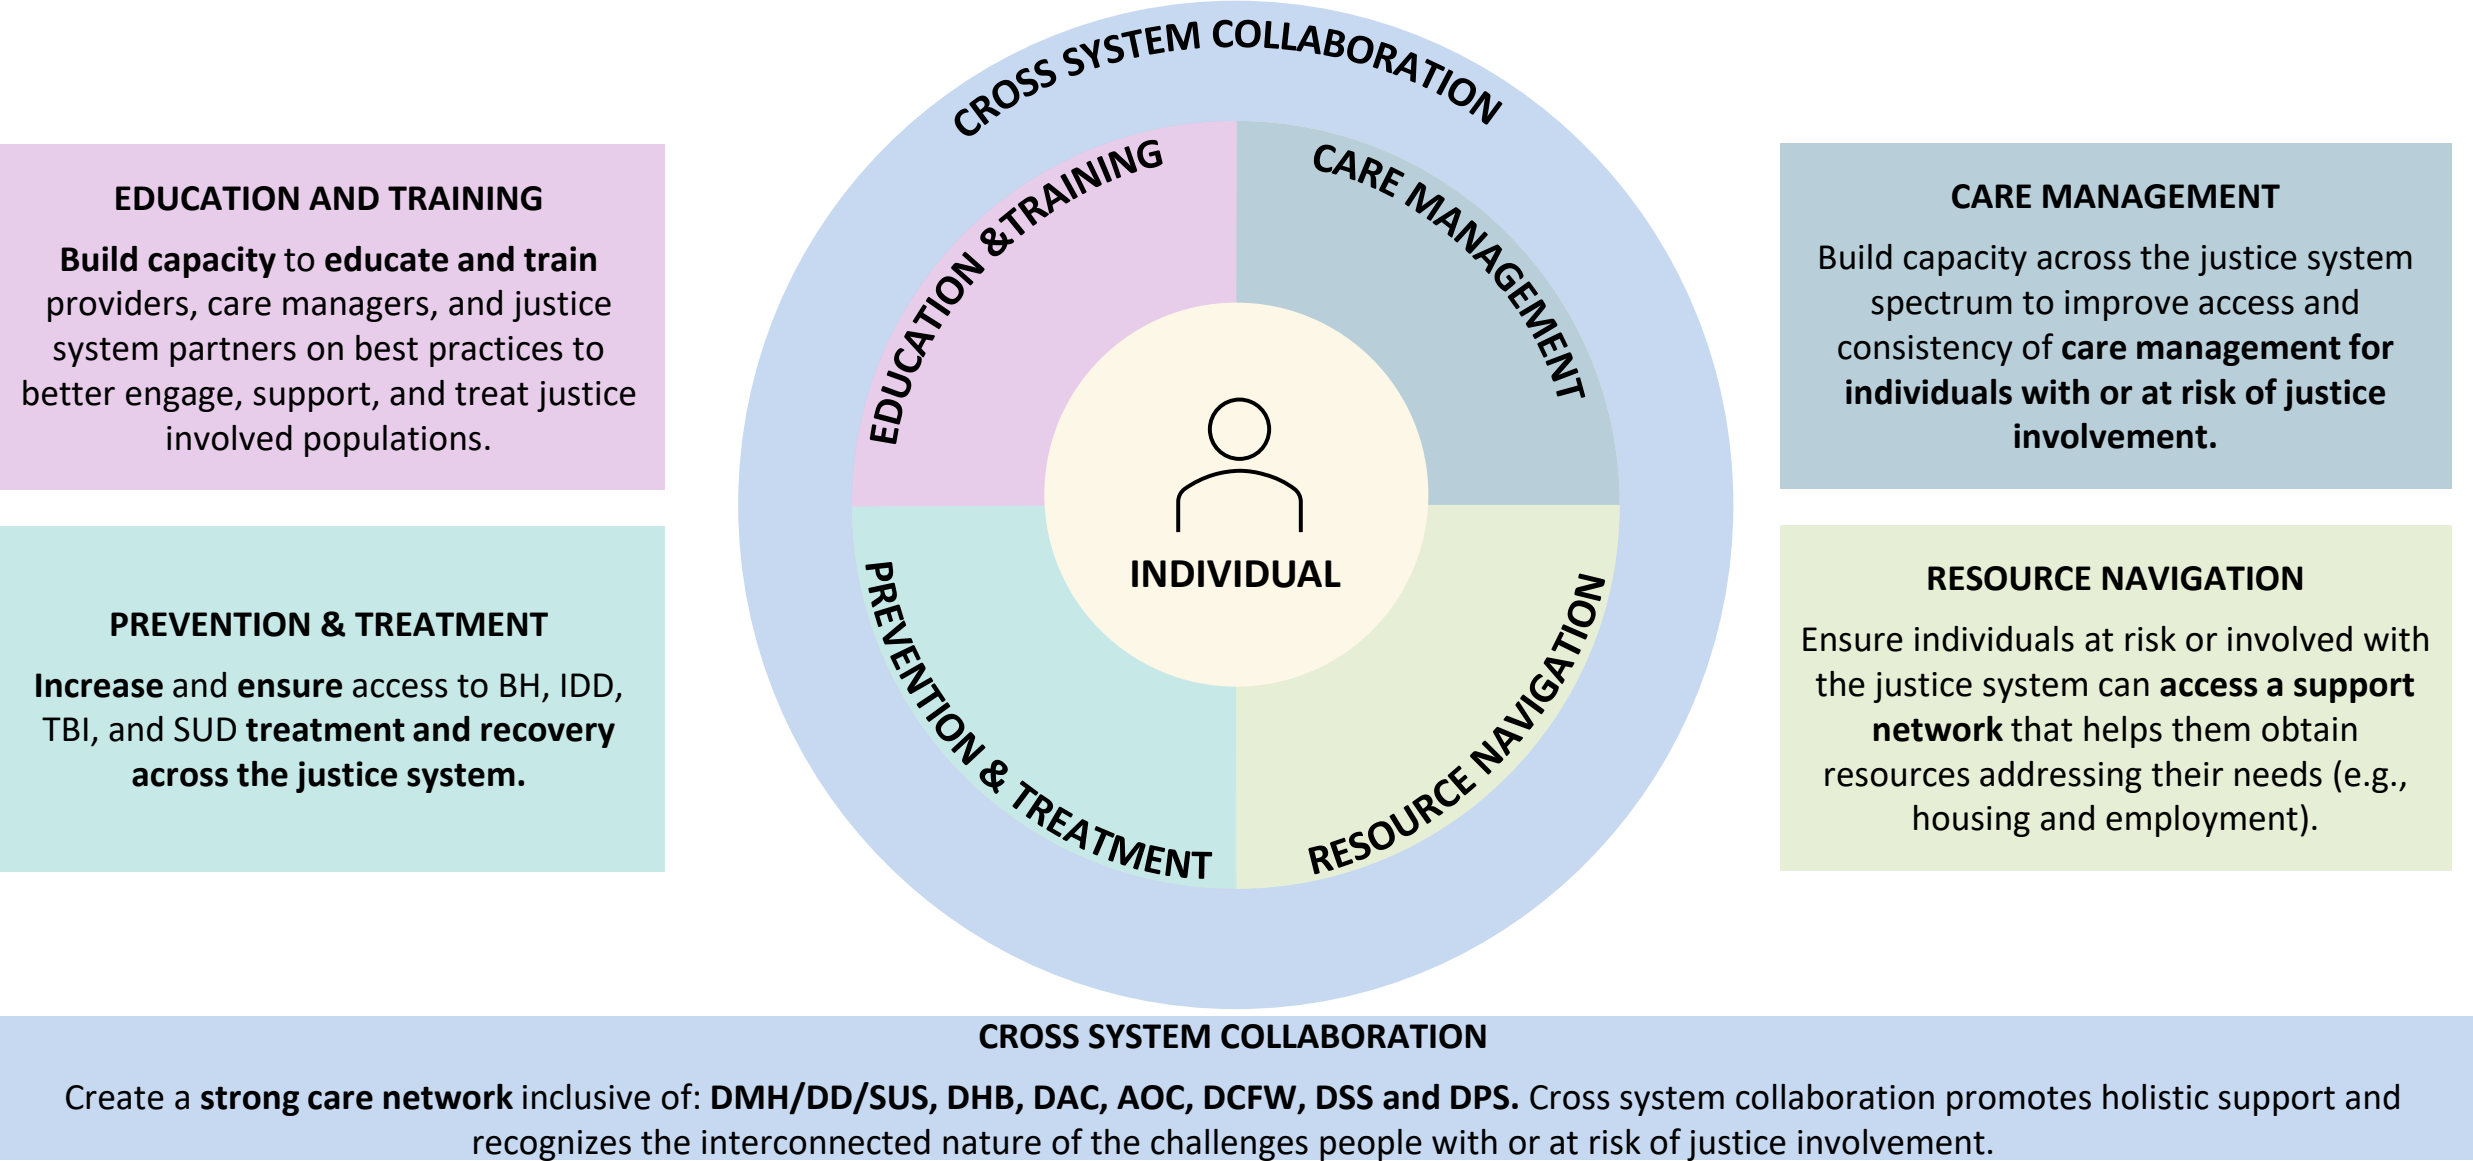 CROSS SYSTEM COLLABORATION
EDUCATION &TRAINING
CARE MANAGEMENT
PREVENTION & TREATMENT
RESOURCE NAVIGATION
INDIVIDUAL
EDUCATION AND TRAINING
Build capacity to educate and train
providers, care managers, and justice
system partners on best practices to
better engage, support, and treat justice
involved populations.
PREVENTION & TREATMENT
Increase and ensure access to BH, IDD,
TBI, and SUD treatment and recovery
across the justice system.
CARE MANAGEMENT
Build capacity across the justice system
spectrum to improve access and
consistency of care management for
individuals with or at risk of justice
involvement.
RESOURCE NAVIGATION
Ensure individuals at risk or involved with
the justice system can access a support
network that helps them obtain
resources addressing their needs (e.g.,
housing and employment).
CROSS SYSTEM COLLABORATION
Create a strong care network inclusive of: DMH/DD/SUS, DHB, DAC, AOC, DCFW, DSS and DPS. Cross system collaboration promotes holistic support and
recognizes the interconnected nature of the challenges people with or at risk of justice involvement.